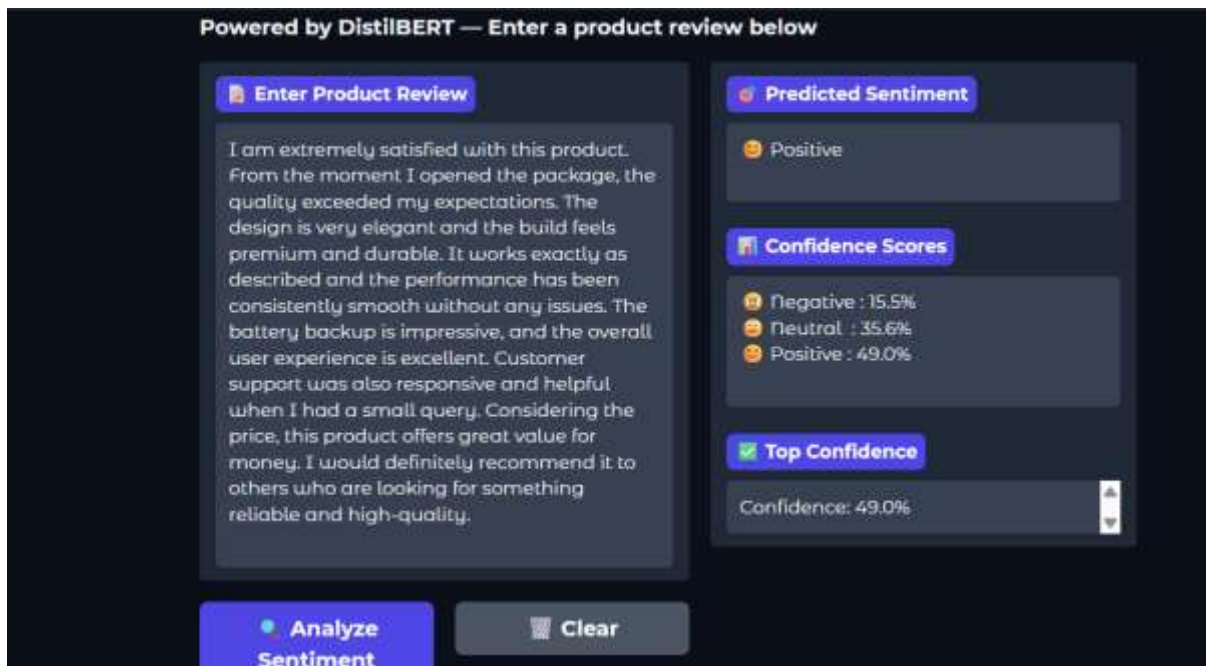 Powered by DistilBERT — Enter a product review below
Enter Product Review
I am extremely satisfied with this product.
From the moment I opened the package, the
quality exceeded my expectations. The
design is very elegant and the build feels
premium and durable. It works exactly as
described and the performance has been
consistently smooth without any issues. The
battery backup is impressive, and the overall
user experience is excellent. Customer
support was also responsive and helpful
when I had a small query. Considering the
price, this product offers great value for
money. I would definitely recommend it to
others who are looking for something
reliable and high-quality.
Analyze
Sentiment
Clear
Predicted Sentiment
😊 Positive
Confidence Scores
Negative : 15.5%
Neutral : 35.6%
Positive : 49.0%
Top Confidence
Confidence: 49.0%